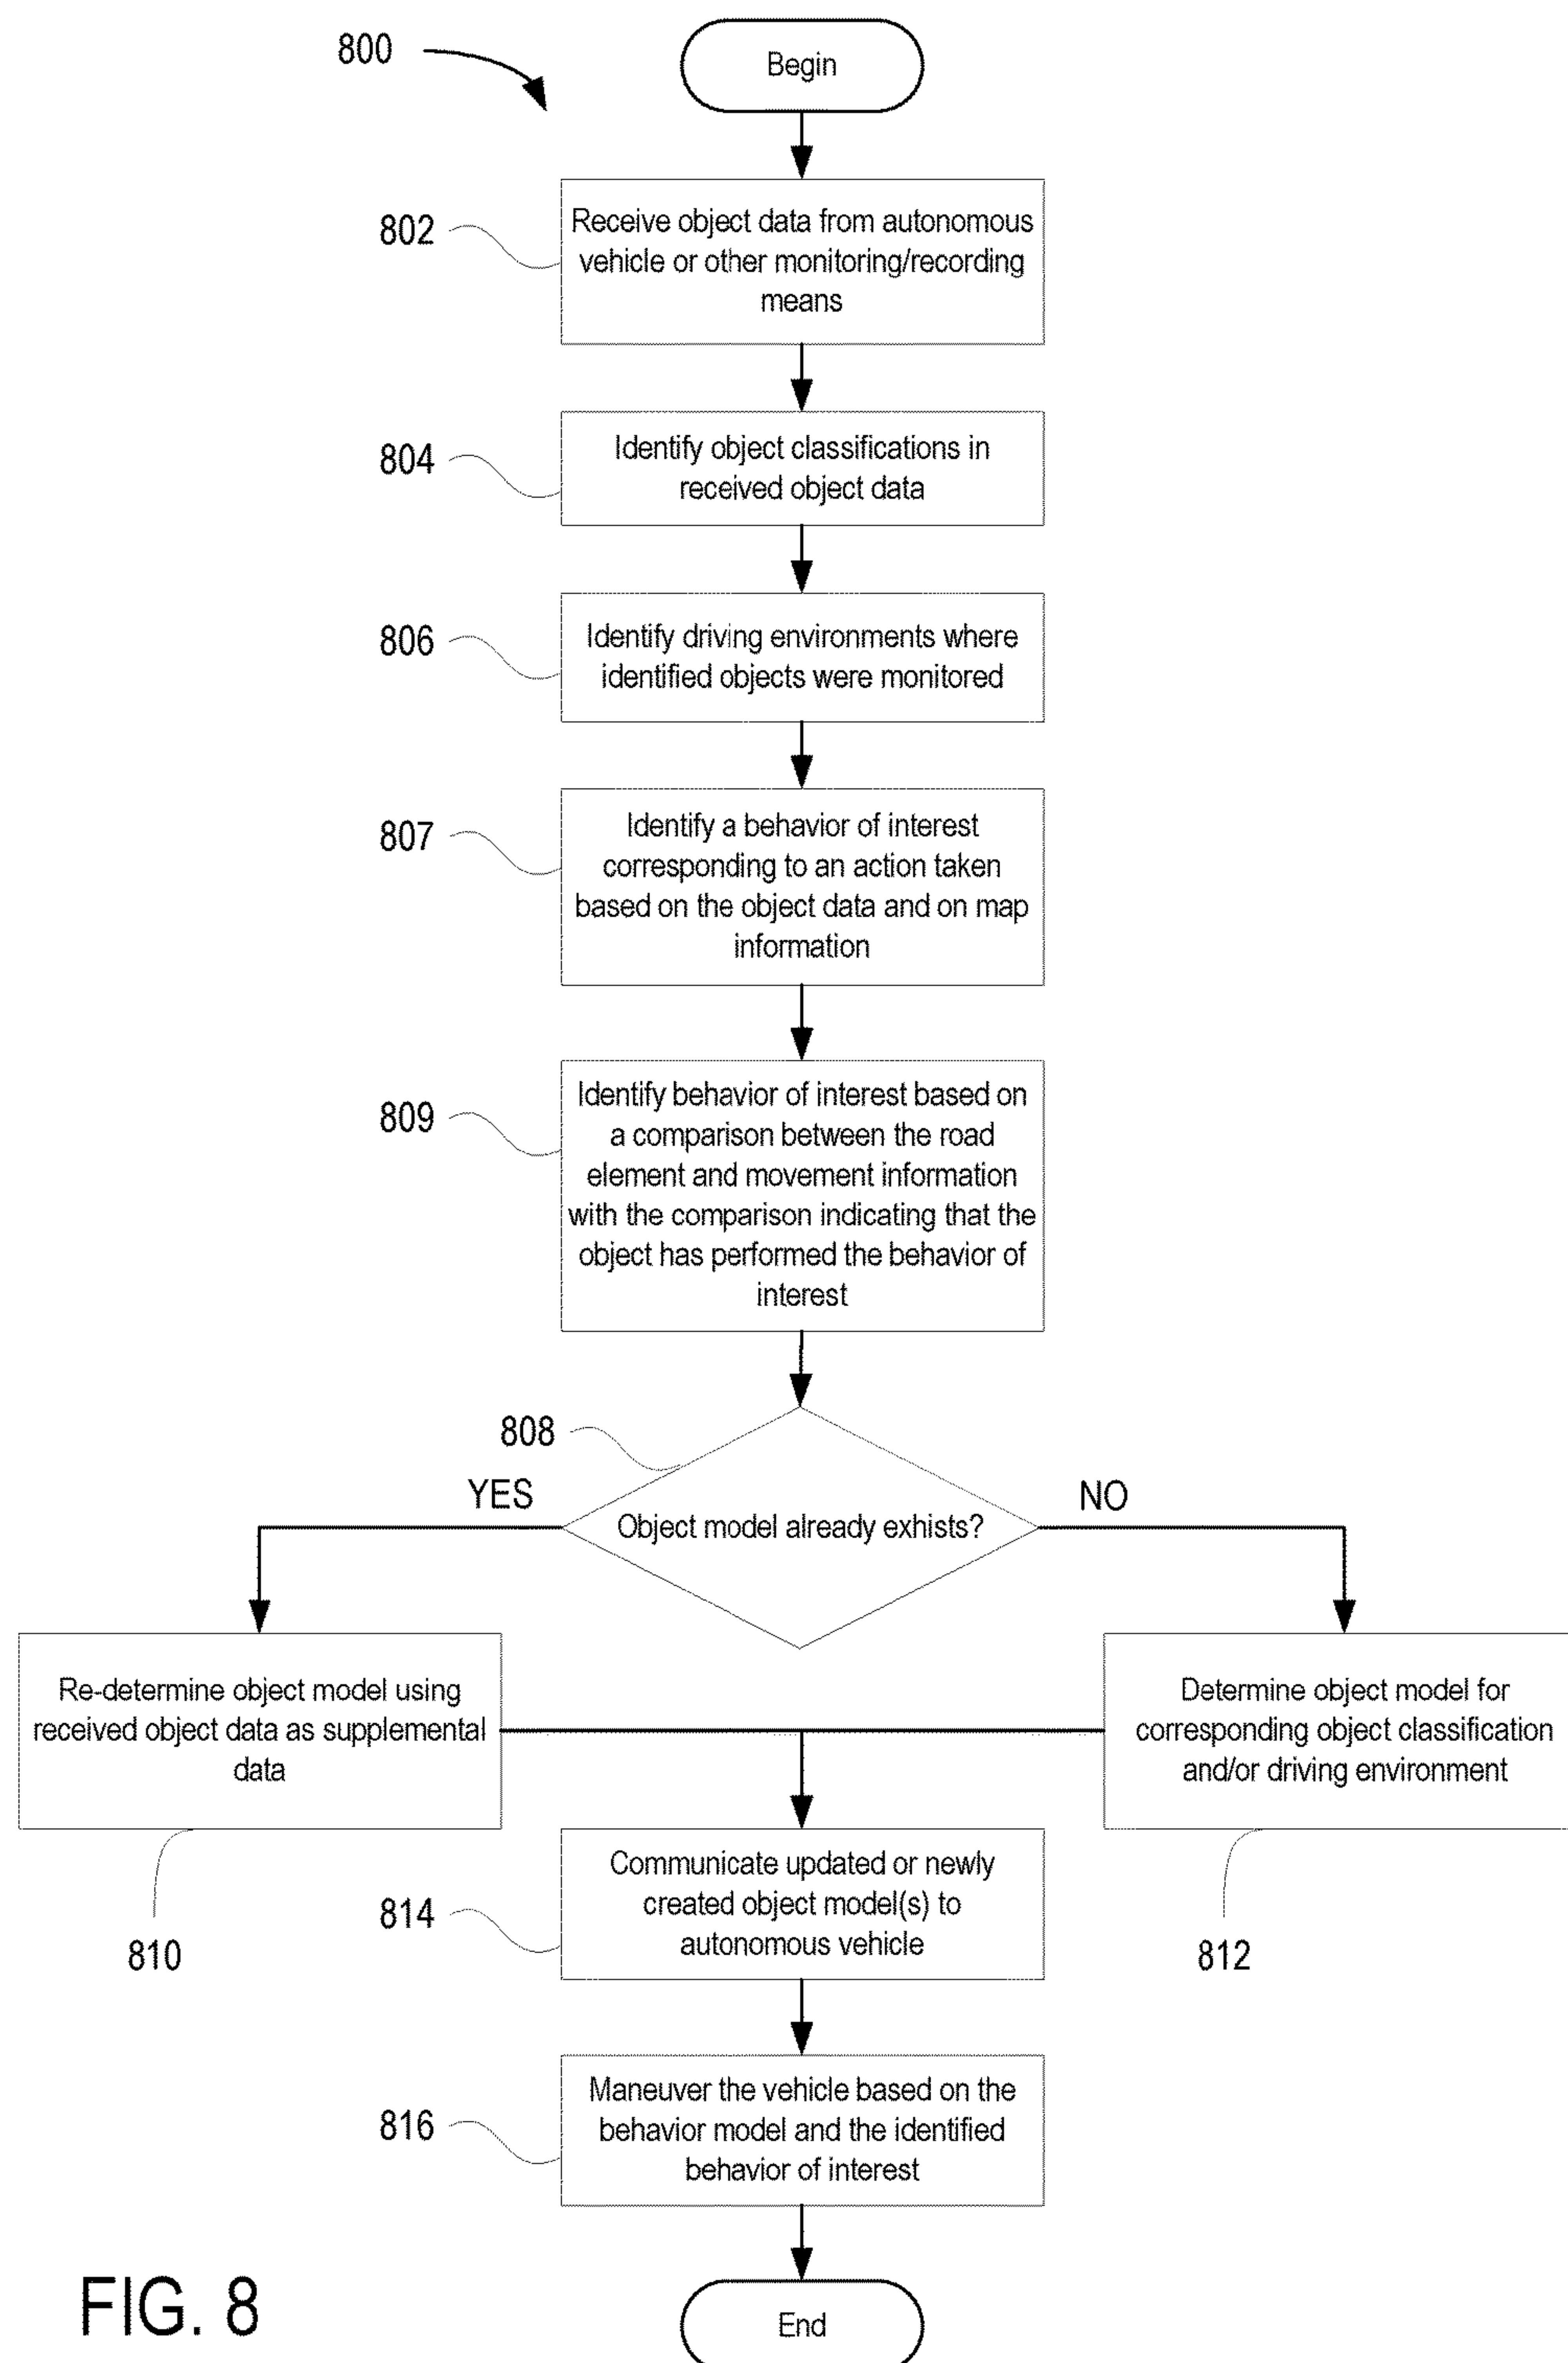 800
Begin
802
Receive object data from autonomous
vehicle or other monitoring/recording
means
804
Identify object classifications in
received object data
806
Identify driving environments where
identified objects were monitored
807
Identify a behavior of interest
corresponding to an action taken
based on the object data and on map
information
809
Identify behavior of interest based on
a comparison between the road
element and movement information
with the comparison indicating that the
object has performed the behavior of
interest
808
YES
NO
Object model already exhists?
Re-determine object model using
received object data as supplemental
data
810
Determine object model for
corresponding object classification
and/or driving environment
812
814
Communicate updated or newly
created object model(s) to
autonomous vehicle
816
Maneuver the vehicle based on the
behavior model and the identified
behavior of interest
End
FIG. 8